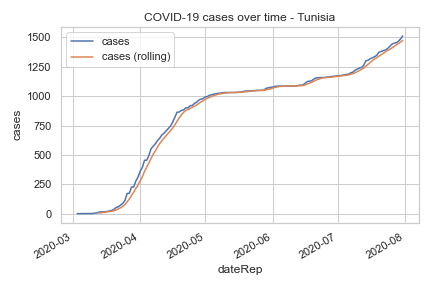 COVID-19 cases over time - Tunisia
cases
cases (rolling)
1500
1250
1000
750
500
250
0
cases
2020-03
2020-04
2020-05
2020-06
2020-07
2020-08
dateRep